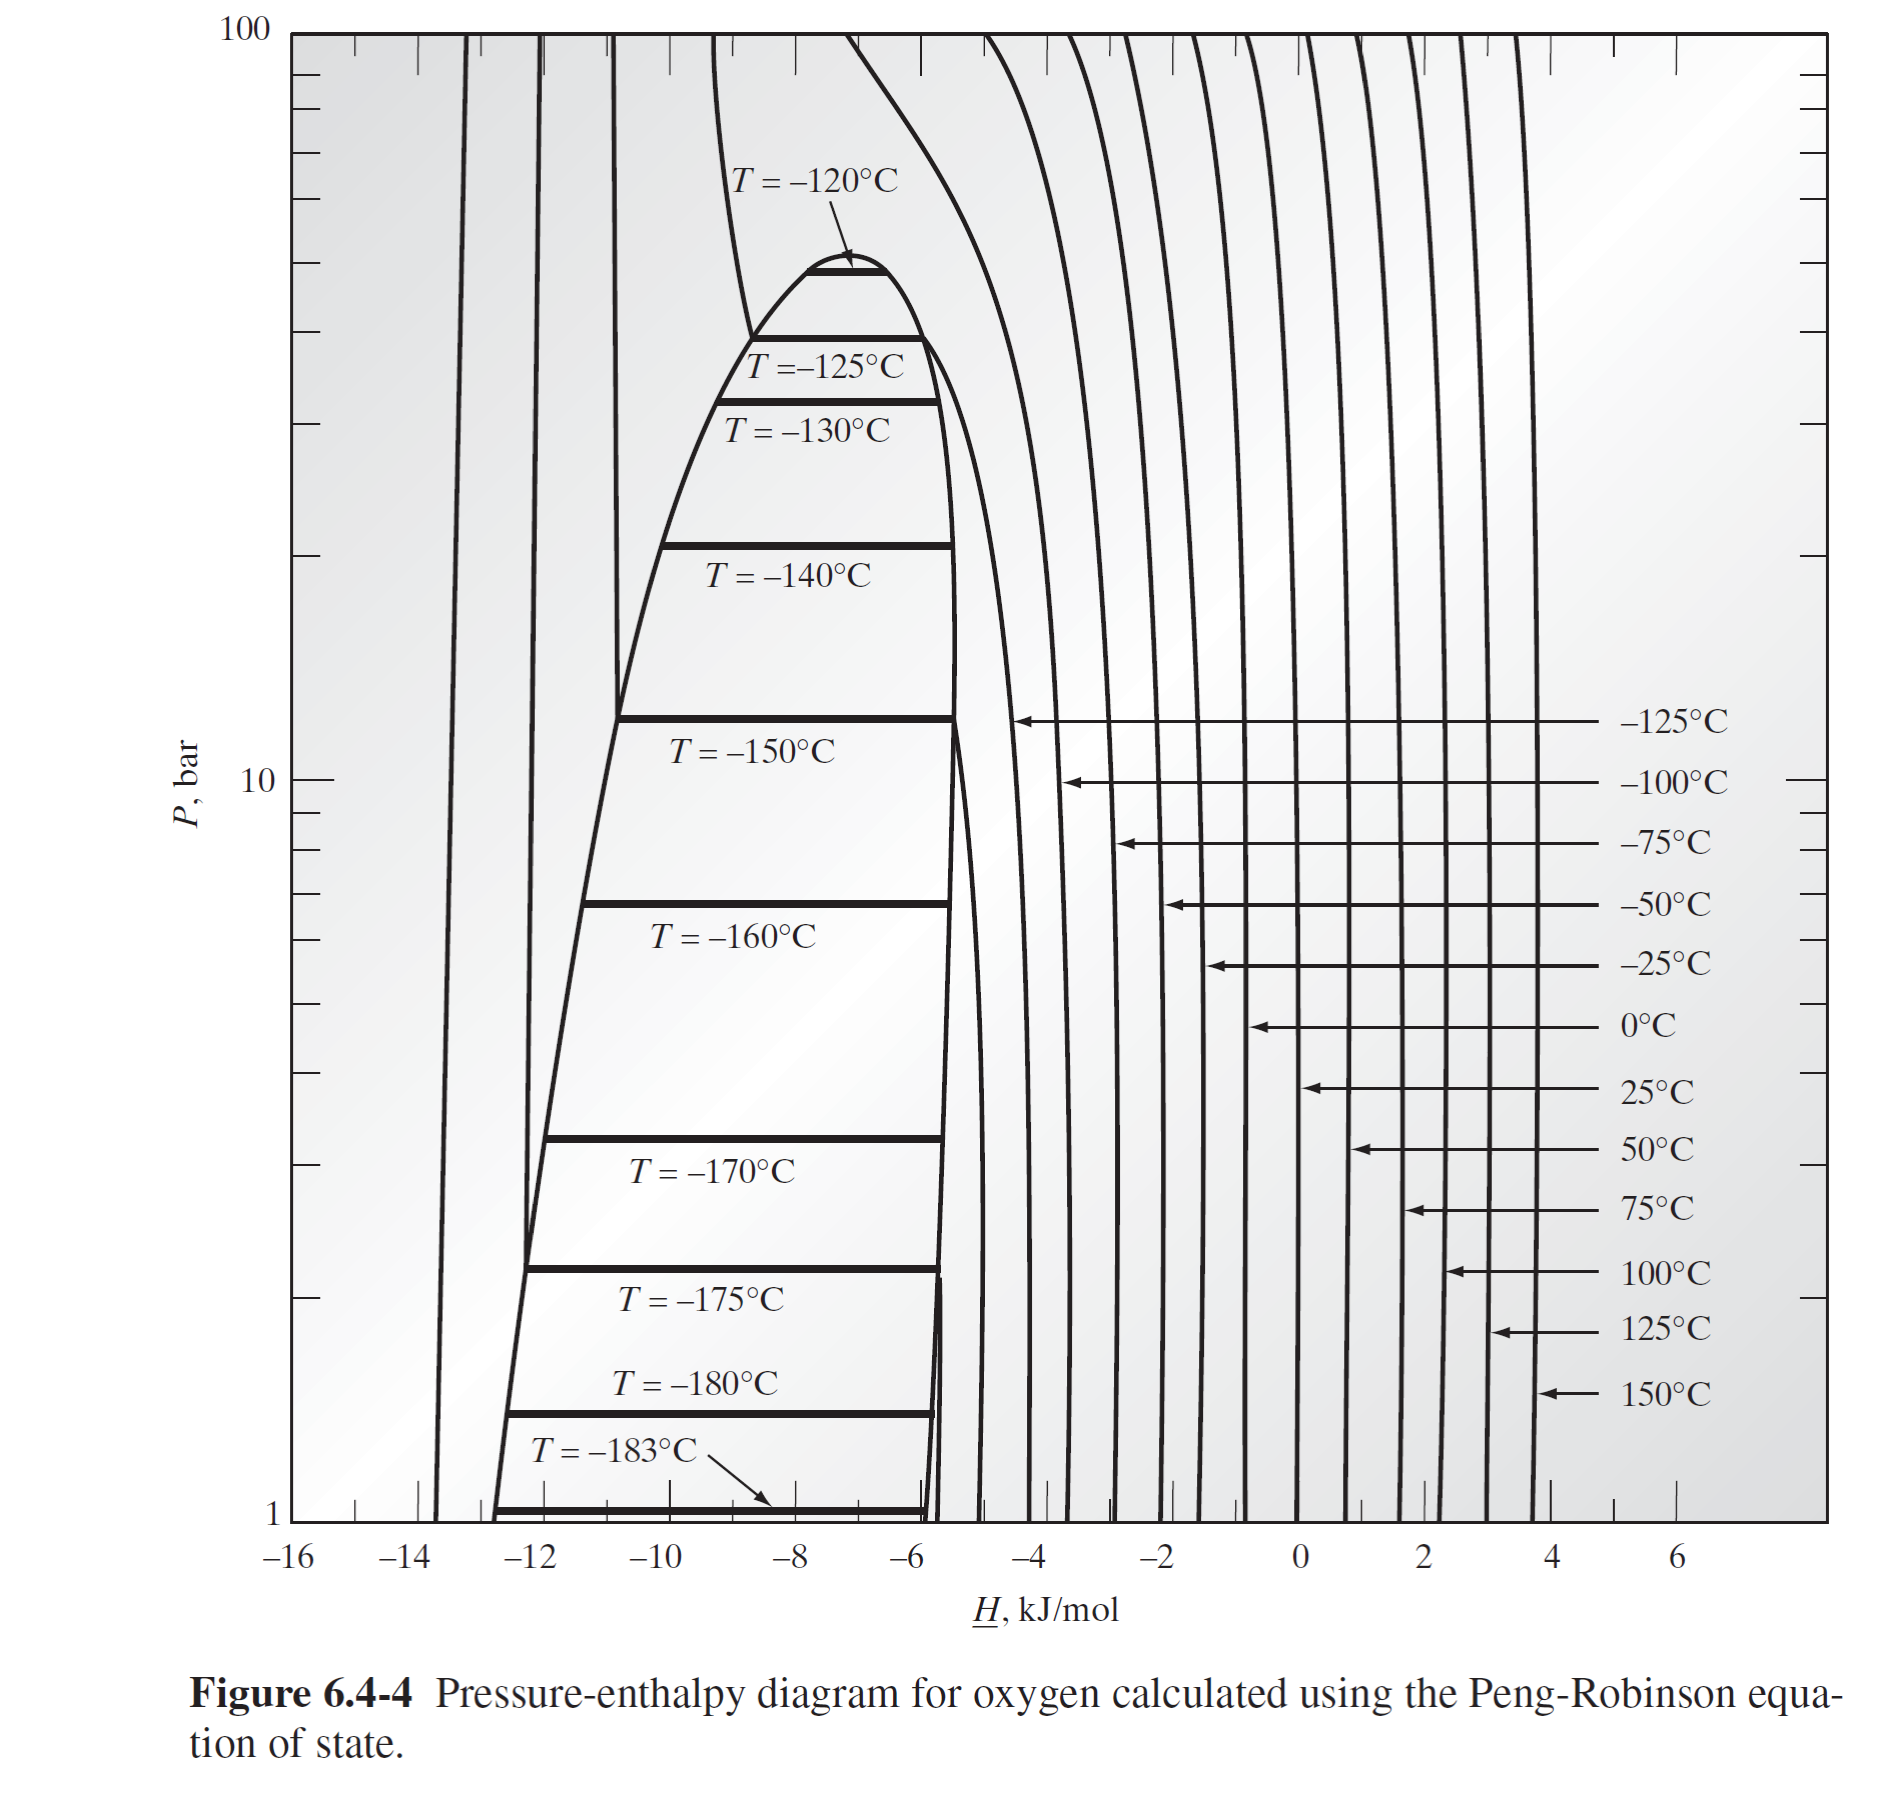 100
T = –120°C
T =–125°C
T = –130°C
T = –140°C
–125°C
T = –150°C
P, bar
10
–100°C
–75°C
–50°C
T = –160°C
–25°C
0°C
25°C
50°C
T = –170°C
75°C
100°C
T = –175°C
125°C
T = –180°C
150°C
T = –183°C
1
–16 –14 –12 –10 –8 –6 –4 –2 0 2 4 6
H, kJ/mol
Figure 6.4-4 Pressure-enthalpy diagram for oxygen calculated using the Peng-Robinson equa-
tion of state.